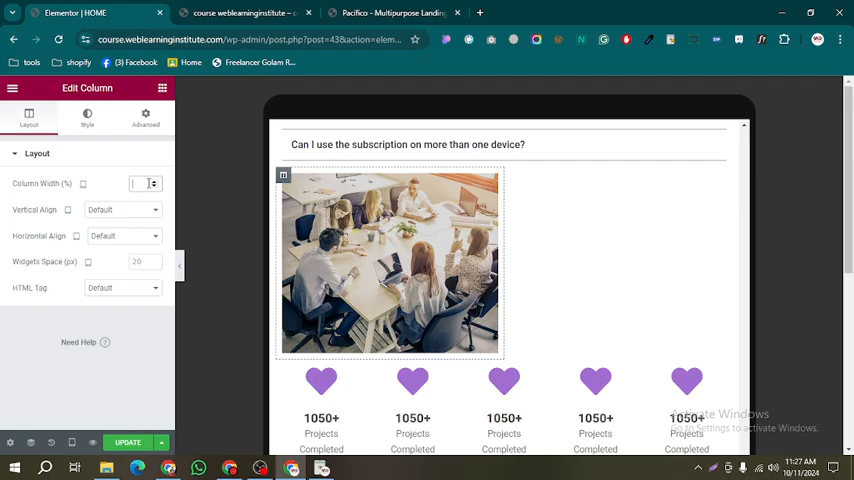 Elementor | HOME
course weblearninginstitute – c
Pacifico - Multipurpose Landing
course.weblearninginstitute.com/wp-admin/post.php?post=43&action=elem...
tools
shopify
(3) Facebook
Home
Freelancer Golam R...
Edit Column
Layout
Style
Advanced
Layout
Column Width (%)
Vertical Align
Default
Horizontal Align
Default
Widgets Space (px)
20
HTML Tag
Default
Need Help
UPDATE
Can I use the subscription on more than one device?
1050+ 1050+ 1050+ 1050+ 1050+
Projects Projects Projects Projects Projects
Completed Completed Completed Completed Completed
Activate Windows
Go to Settings to activate Windows.
11:27 AM
10/11/2024